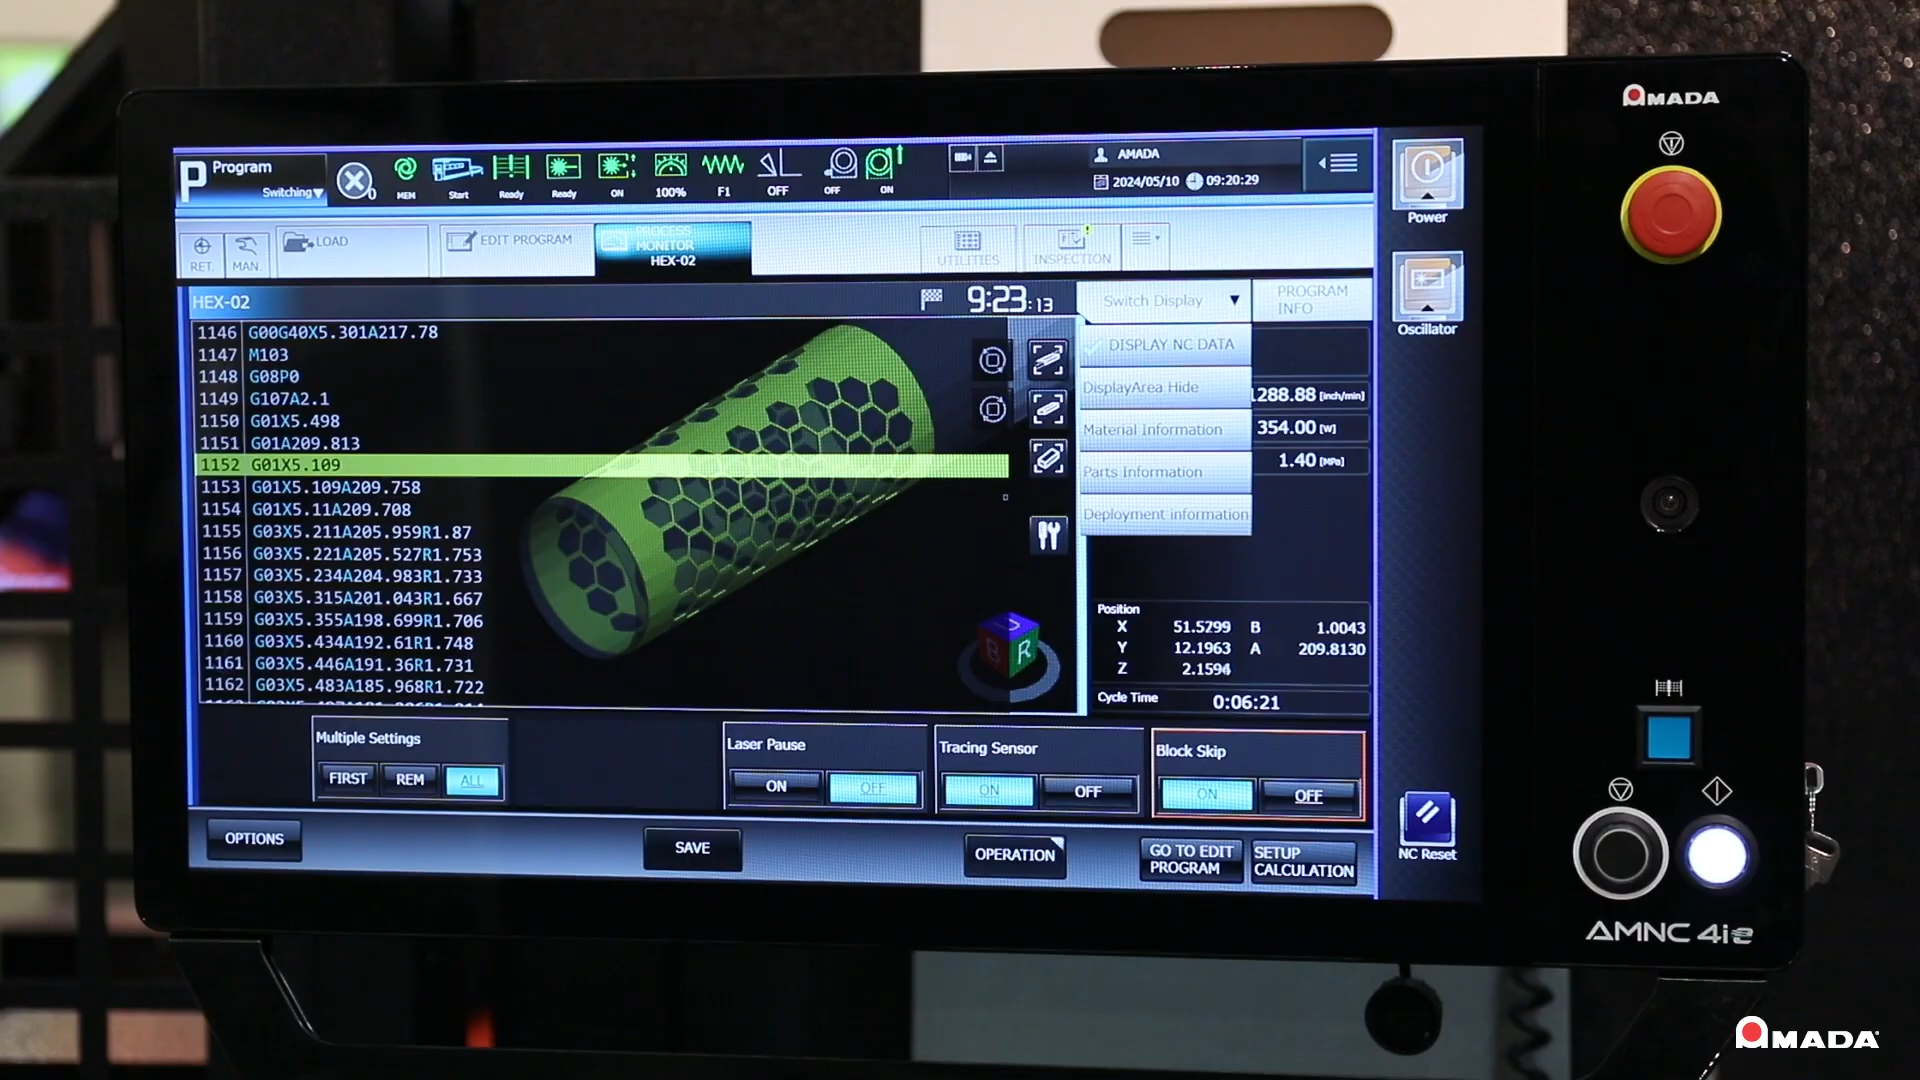 AMADA
P Program
Switching▼
0
MEM
Start
Ready
Ready
ON
100%
F1
OFF
OFF
ON
AMADA
2024/05/10 09:20:29
Power
RET.
MAN.
LOAD
EDIT PROGRAM
PROCESS
MONITOR
HEX-02
UTILITIES
INSPECTION
Oscillator
HEX-02
9:23:13
Switch Display ▼
PROGRAM
INFO
DISPLAY NC DATA
DisplayArea Hide
Material Information
Parts Information
Deployment information
1288.88 [inch/min]
354.00 [W]
1.40 [MPa]
1146 G00G40X5.301A217.78
1147 M103
1148 G08P0
1149 G107A2.1
1150 G01X5.498
1151 G01A209.813
1152 G01X5.109
1153 G01X5.109A209.758
1154 G01X5.11A209.708
1155 G03X5.211A205.959R1.87
1156 G03X5.221A205.527R1.753
1157 G03X5.234A204.983R1.733
1158 G03X5.315A201.043R1.667
1159 G03X5.355A198.699R1.706
1160 G03X5.434A192.61R1.748
1161 G03X5.446A191.36R1.731
1162 G03X5.483A185.968R1.722
B R
Position
X 51.5299 B 1.0043
Y 12.1963 A 209.8130
Z 2.1594
Cycle Time 0:06:21
Multiple Settings
FIRST REM ALL
Laser Pause
ON OFF
Tracing Sensor
ON OFF
Block Skip
ON OFF
OPTIONS
SAVE
OPERATION
GO TO EDIT
PROGRAM
SETUP
CALCULATION
NC Reset
AMNC 4ie
AMADA